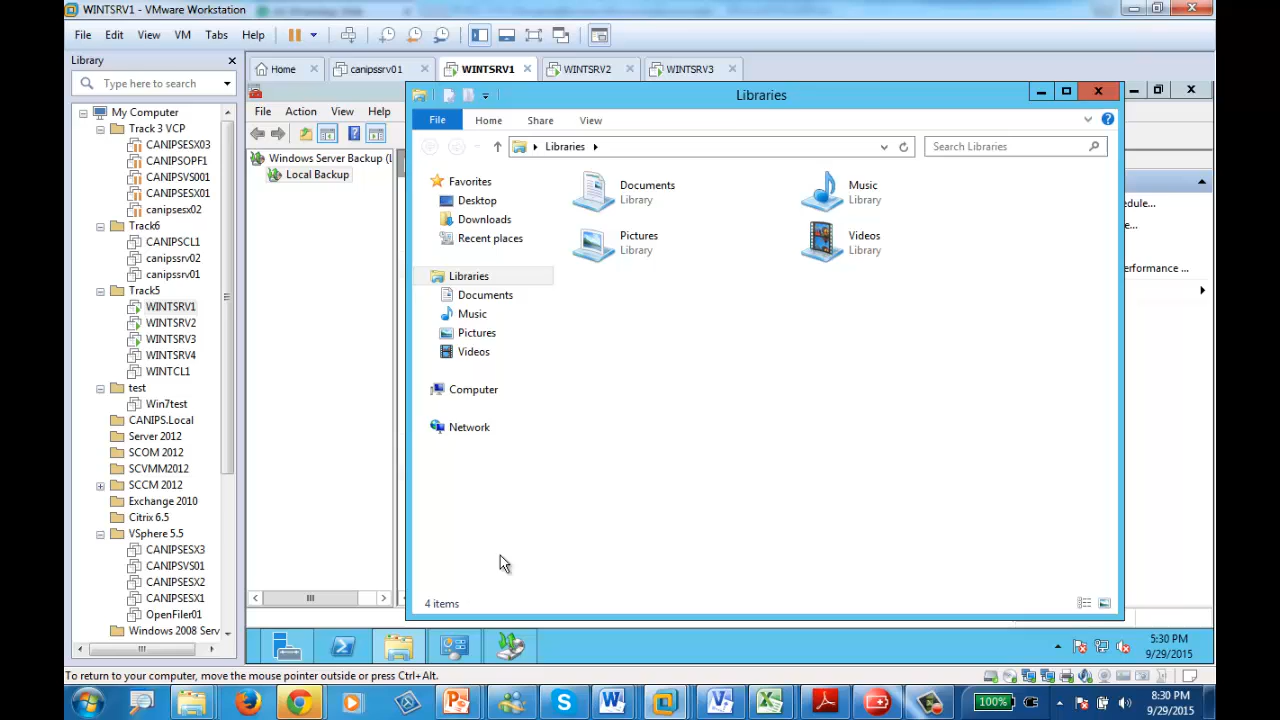 WINTSRV1 - VMware Workstation
File Edit View VM Tabs Help
Library
Type here to search
My Computer
Track 3 VCP
CANIPSESX03
CANIPSOPF1
CANIPSVS001
CANIPSESX01
canipsesx02
Track6
CANIPSCL1
canipssrv02
canipssrv01
Track5
WINTSRV1
WINTSRV2
WINTSRV3
WINTSRV4
WINTCL1
test
Win7test
CANIPS.Local
Server 2012
SCOM 2012
SCVMM2012
SCCM 2012
Exchange 2010
Citrix 6.5
VSphere 5.5
CANIPSESX3
CANIPSVS01
CANIPSESX2
CANIPSESX1
OpenFiler01
Windows 2008 Serv
Home canipssrv01 WINTSRV1 WINTSRV2 WINTSRV3
File Action View Help
Windows Server Backup (L
Local Backup
Libraries
File Home Share View
Libraries
Search Libraries
Favorites
Desktop
Downloads
Recent places
Libraries
Documents
Music
Pictures
Videos
Computer
Network
Documents
Library
Music
Library
Pictures
Library
Videos
Library
4 items
edule...
e...
erformance ...
5:30 PM
9/29/2015
To return to your computer, move the mouse pointer outside or press Ctrl+Alt.
100%
8:30 PM
9/29/2015